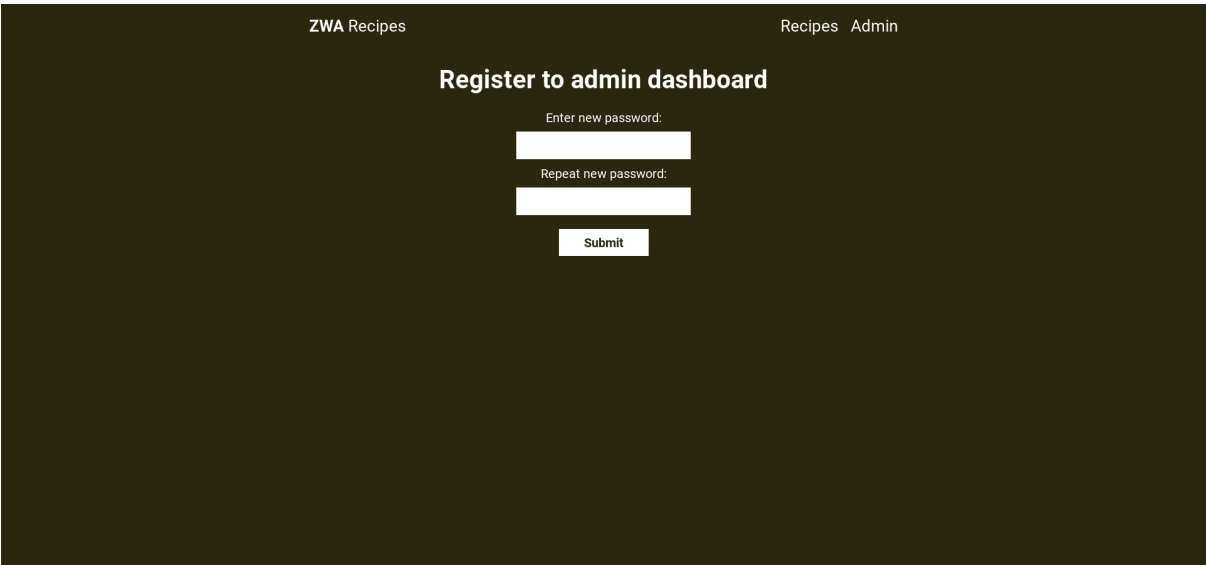 ZWA Recipes
Recipes Admin
Register to admin dashboard
Enter new password:
Repeat new password:
Submit